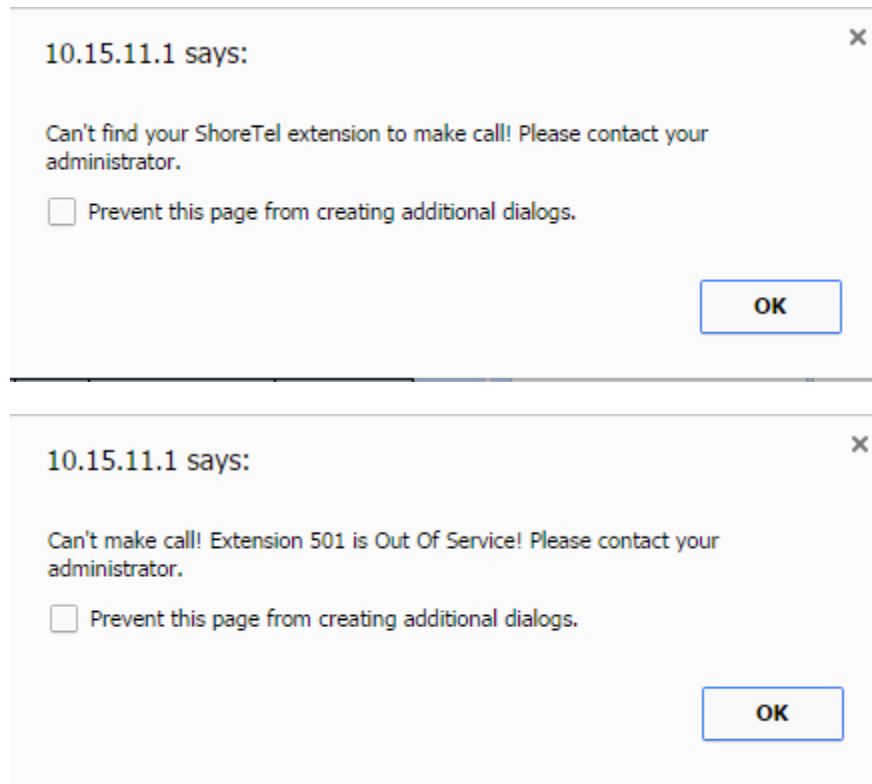 10.15.11.1 says:
Can't find your ShoreTel extension to make call! Please contact your
administrator.
Prevent this page from creating additional dialogs.
OK
10.15.11.1 says:
Can't make call! Extension 501 is Out Of Service! Please contact your
administrator.
Prevent this page from creating additional dialogs.
OK